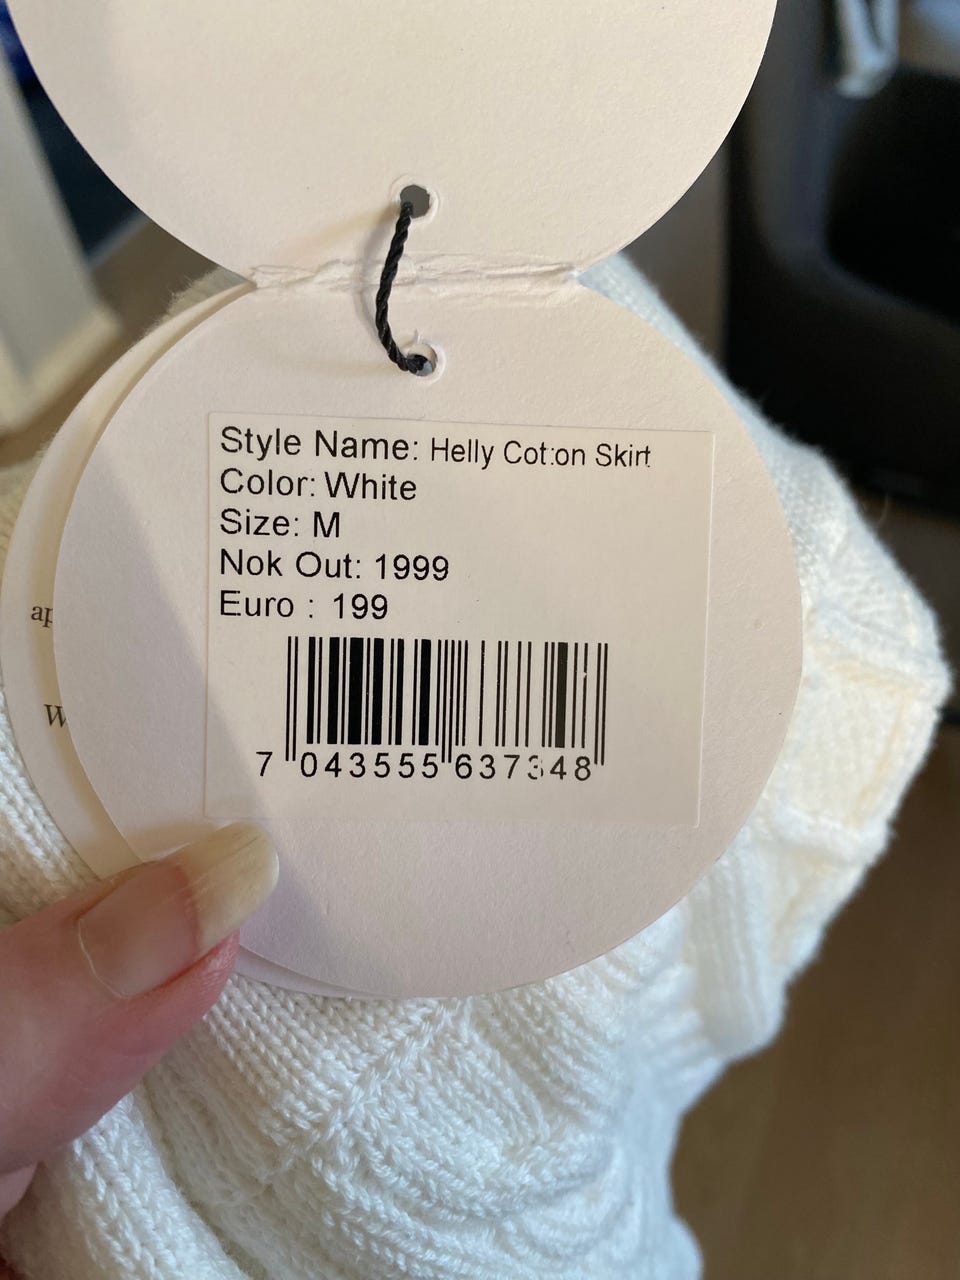 Style Name: Helly Cotton Skirt
Color: White
Size: M
Nok Out: 1999
Euro : 199
7 043555 637348